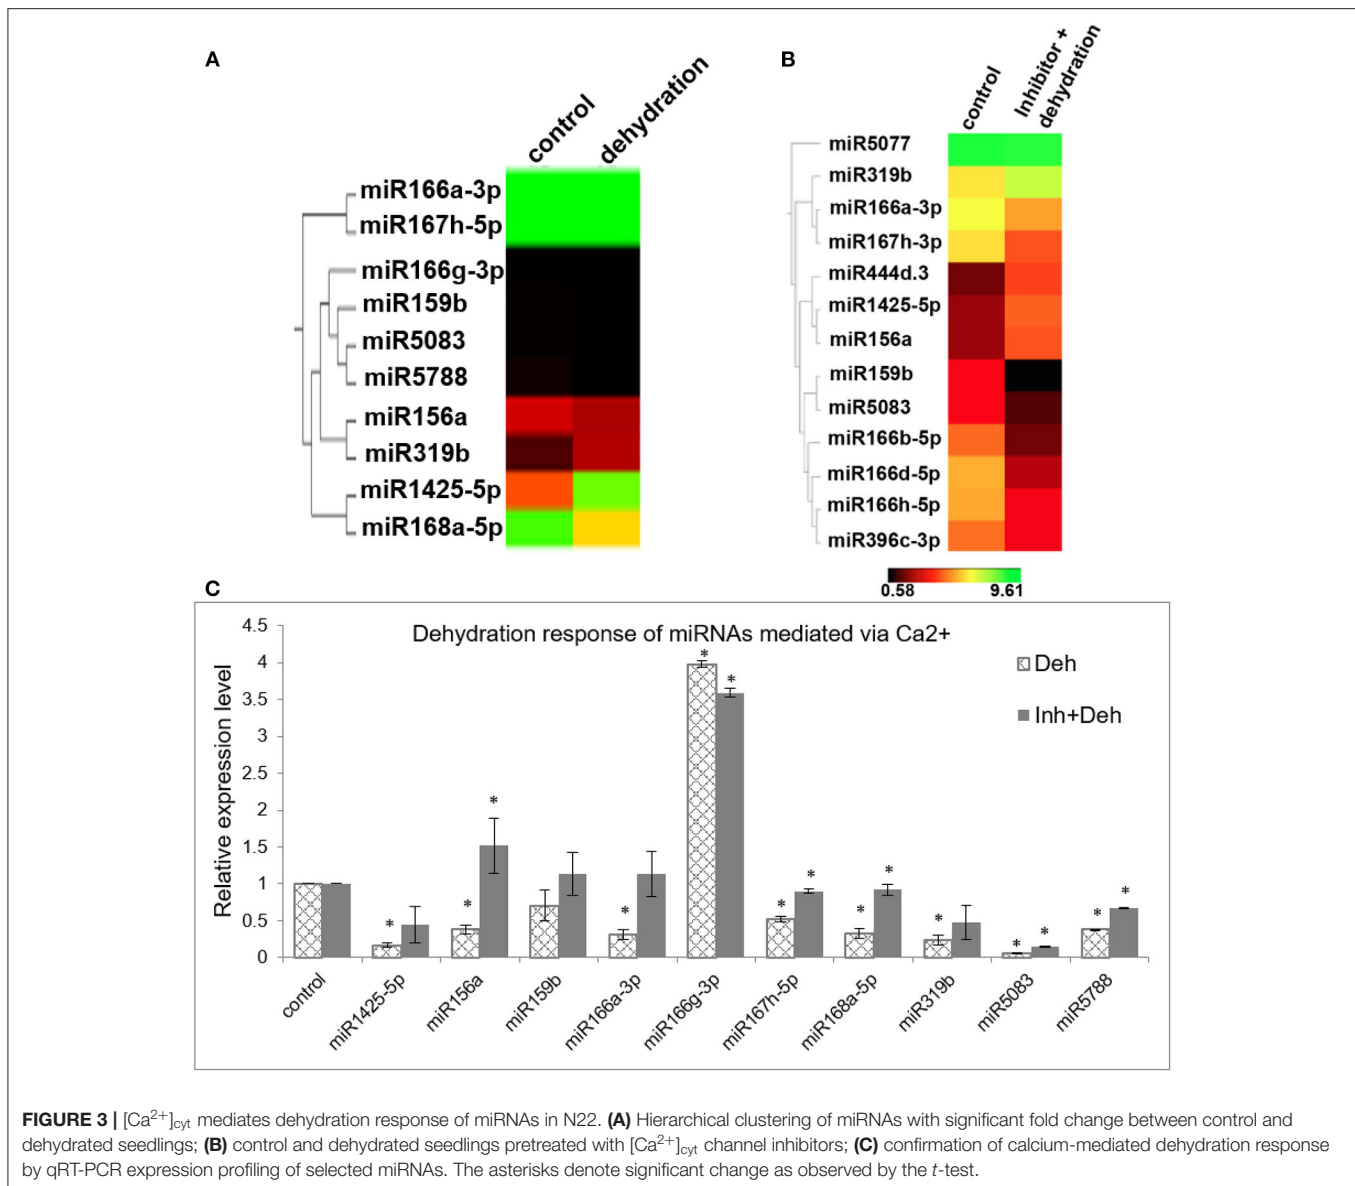 A
control
dehydration
miR166a-3p
miR167h-5p
miR166g-3p
miR159b
miR5083
miR5788
miR156a
miR319b
miR1425-5p
miR168a-5p
B
control
Inhibitor +
dehydration
miR5077
miR319b
miR166a-3p
miR167h-3p
miR444d.3
miR1425-5p
miR156a
miR159b
miR5083
miR166b-5p
miR166d-5p
miR166h-5p
miR396c-3p
0.58 9.61
C
Dehydration response of miRNAs mediated via Ca2+
Relative expression level
4.5
4
3.5
3
2.5
2
1.5
1
0.5
0
* * * * * * * * * * * * * *
Deh
Inh+Deh
control
miR1425-5p
miR156a
miR159b
miR166a-3p
miR166g-3p
miR167h-5p
miR168a-5p
miR319b
miR5083
miR5788
FIGURE 3 | [Ca2+]cyt mediates dehydration response of miRNAs in N22. (A) Hierarchical clustering of miRNAs with significant fold change between control and
dehydrated seedlings; (B) control and dehydrated seedlings pretreated with [Ca2+]cyt channel inhibitors; (C) confirmation of calcium-mediated dehydration response
by qRT-PCR expression profiling of selected miRNAs. The asterisks denote significant change as observed by the t-test.